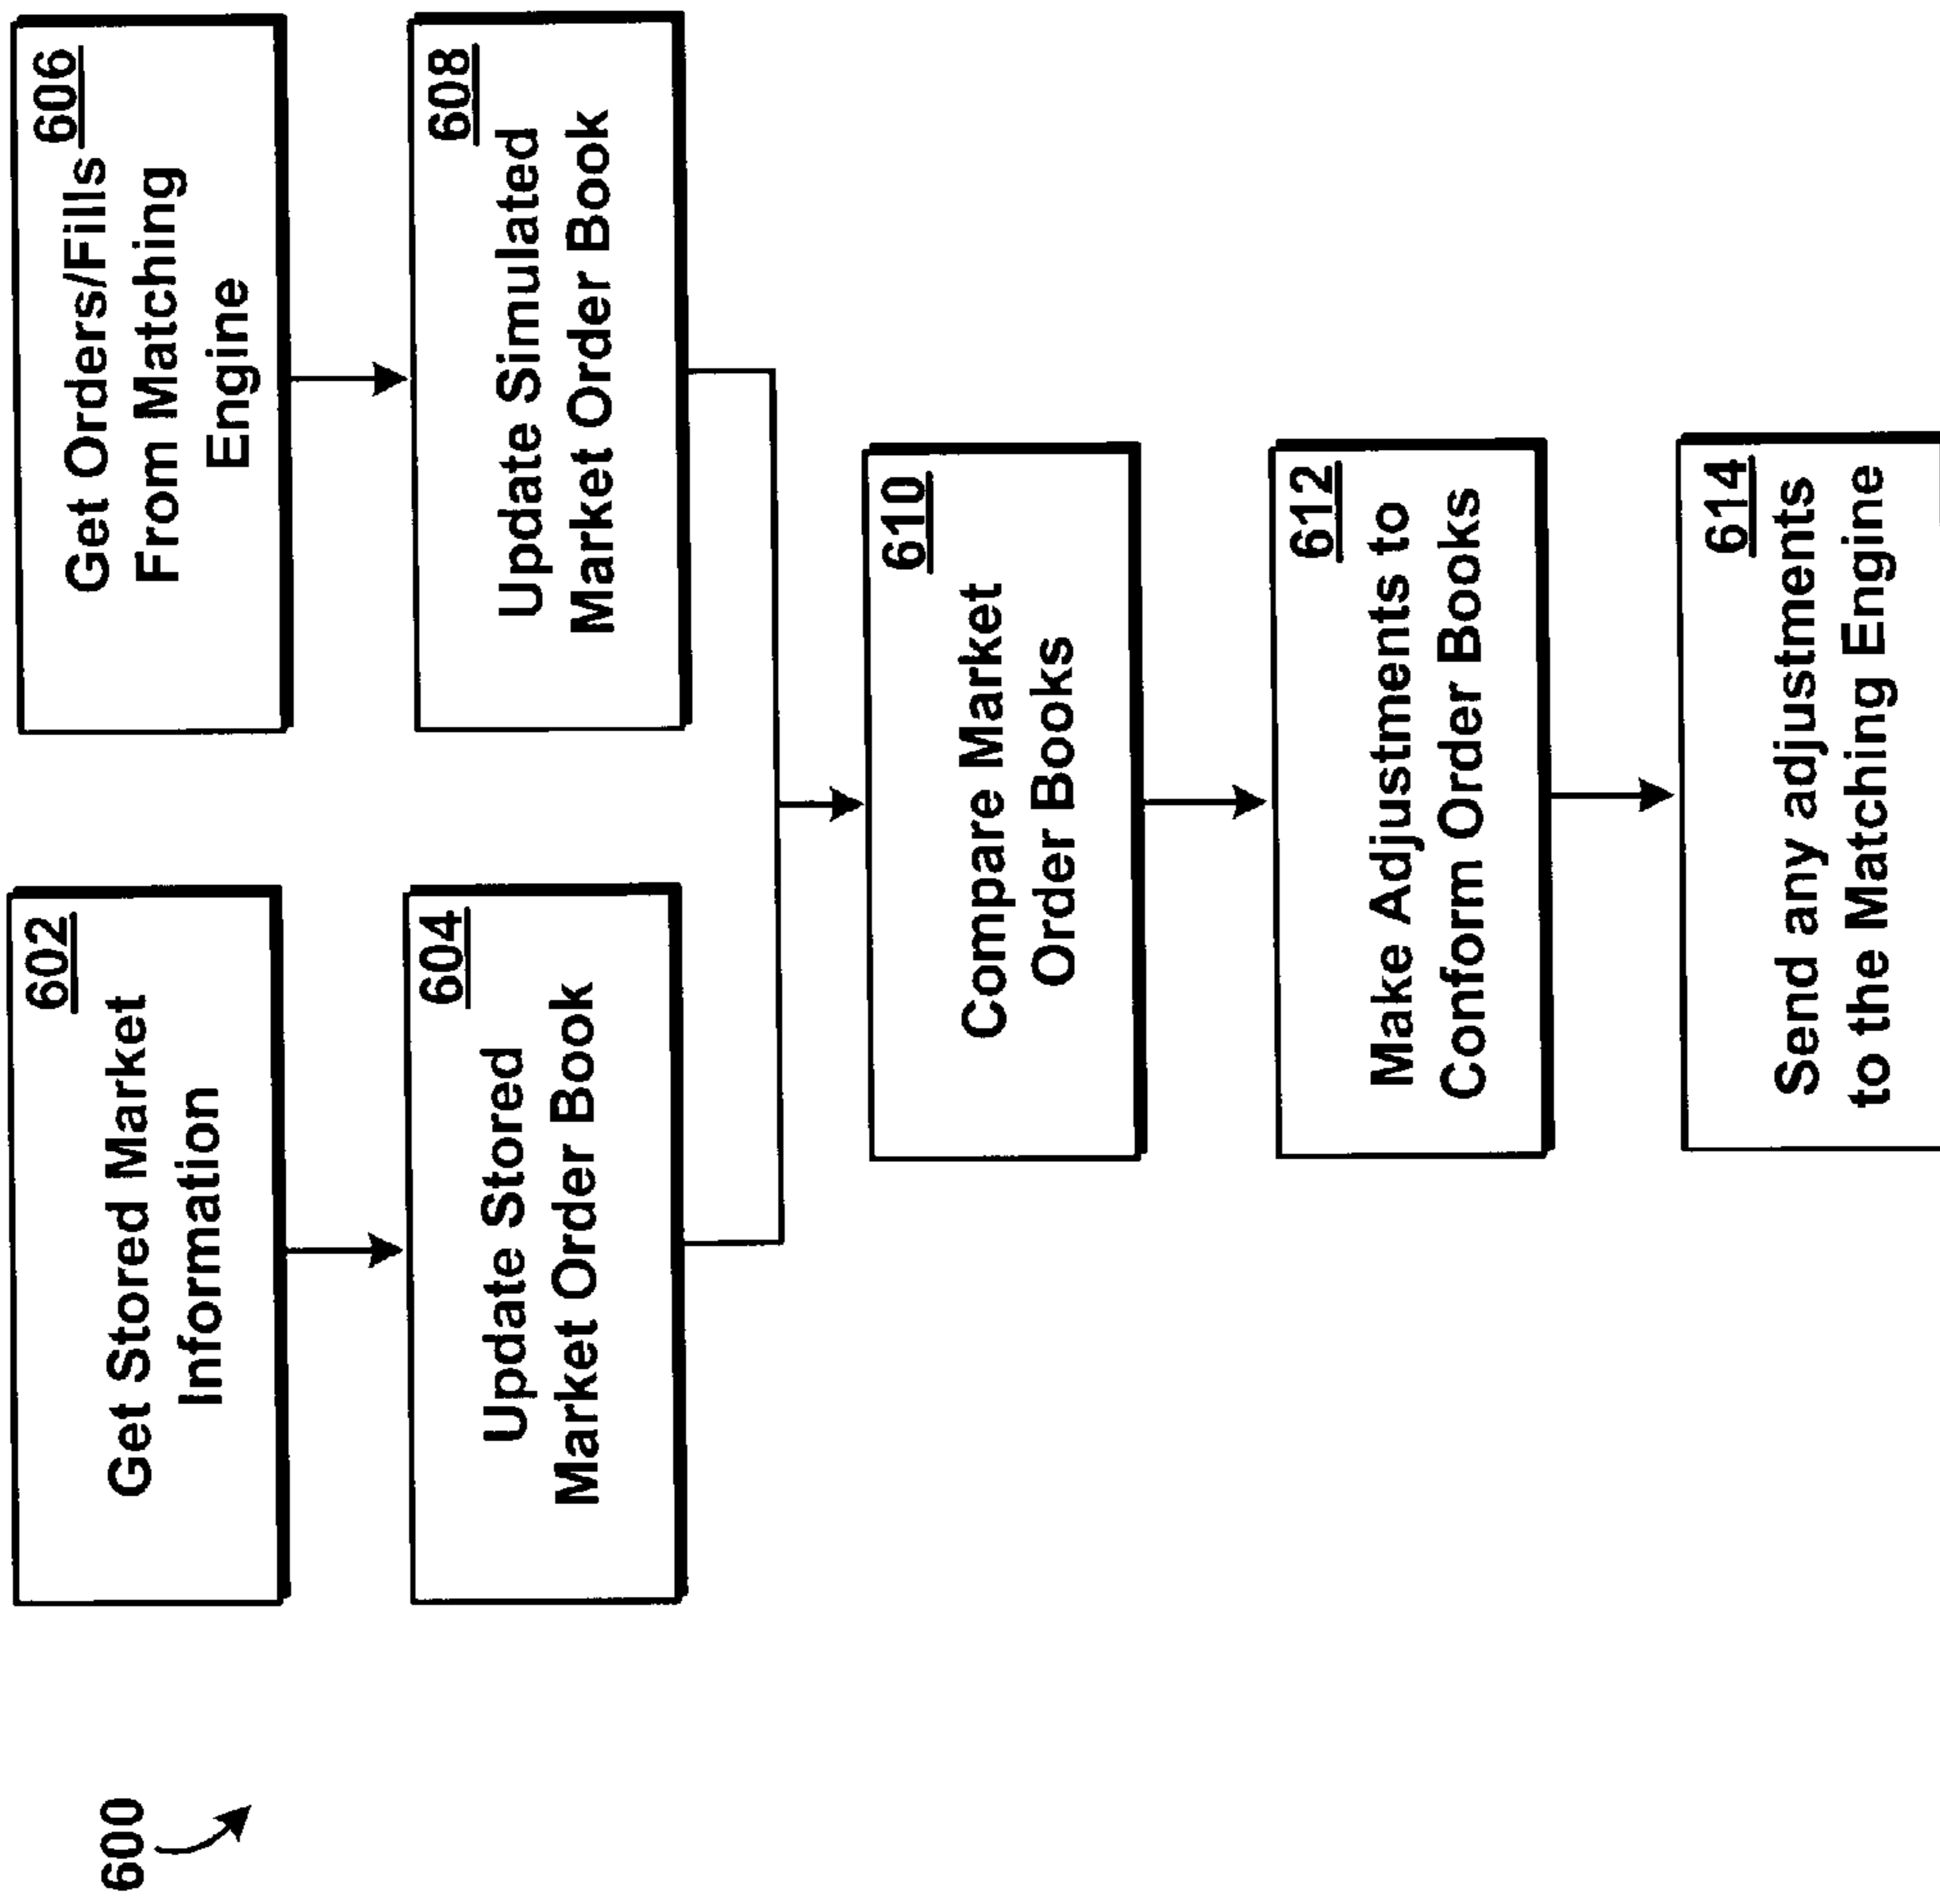 600
602
Get Stored Market
Information
606
Get Orders/Fills
From Matching
Engine
604
Update Stored
Market Order Book
608
Update Simulated
Market Order Book
610
Compare Market
Order Books
612
Make Adjustments to
Conform Order Books
614
Send any adjustments
to the Matching Engine